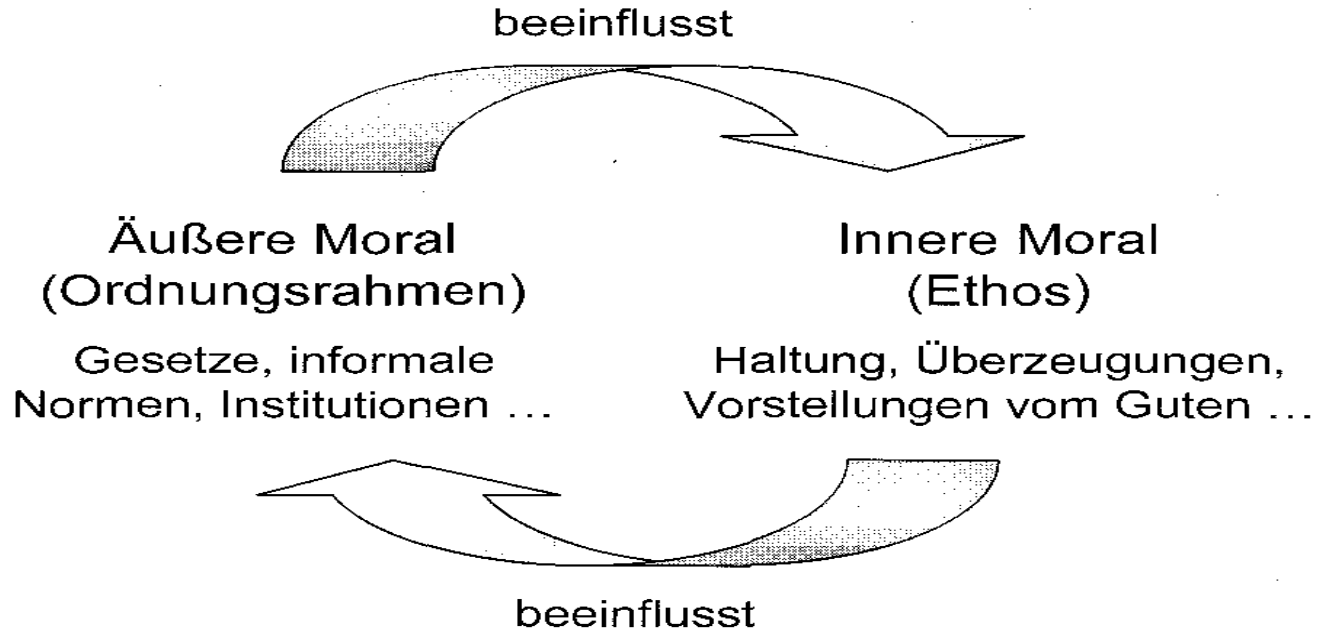 beeinflusst
Äußere Moral
(Ordnungsrahmen)
Gesetze, informale
Normen, Institutionen ...
Innere Moral
(Ethos)
Haltung, Überzeugungen,
Vorstellungen vom Guten ...
beeinflusst